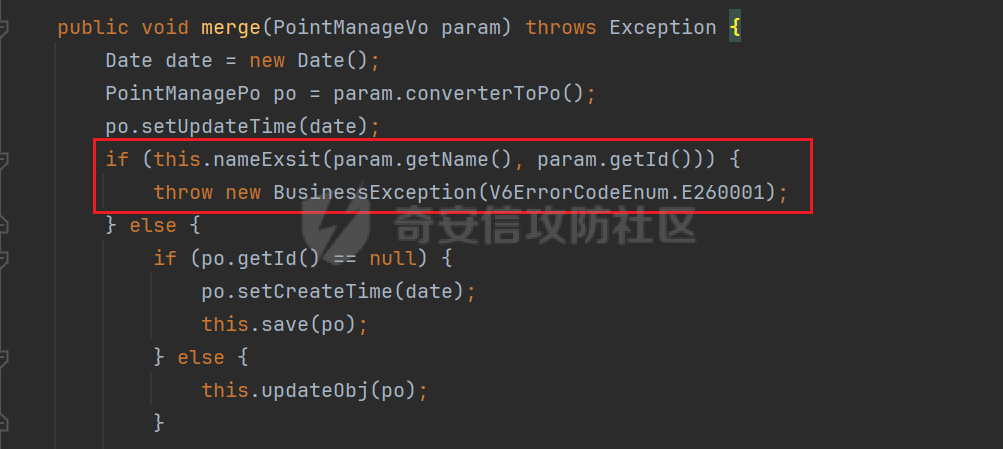 public void merge(PointManageVo param) throws Exception {
    Date date = new Date();
    PointManagePo po = param.converterToPo();
    po.setUpdateTime(date);
    if (this.nameExsit(param.getName(), param.getId())) {
        throw new BusinessException(V6ErrorCodeEnum.E260001);
    } else {
        if (po.getId() == null) {
            po.setCreateTime(date);
            this.save(po);
        } else {
            this.updateObj(po);
        }
奇安信攻防社区